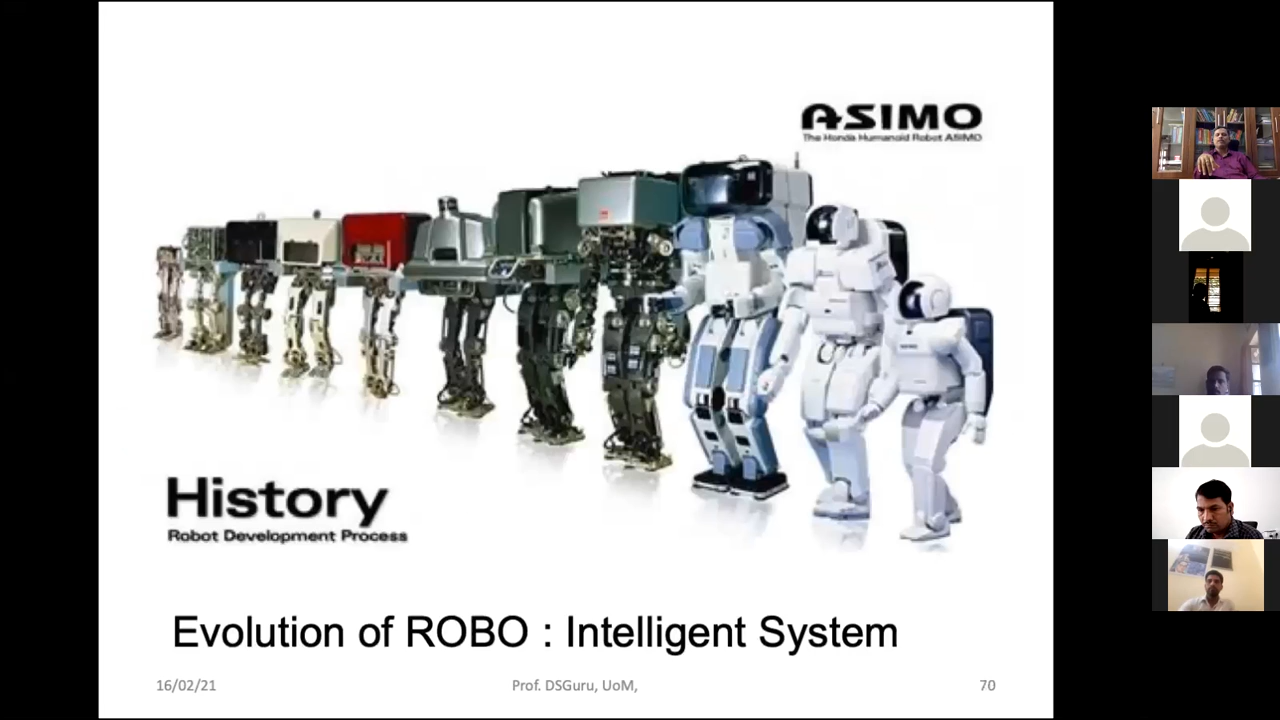 ASIMO
The Honda Humanoid Robot ASIMO
History
Robot Development Process
Evolution of ROBO : Intelligent System
16/02/21
Prof. DSGuru, UoM,
70